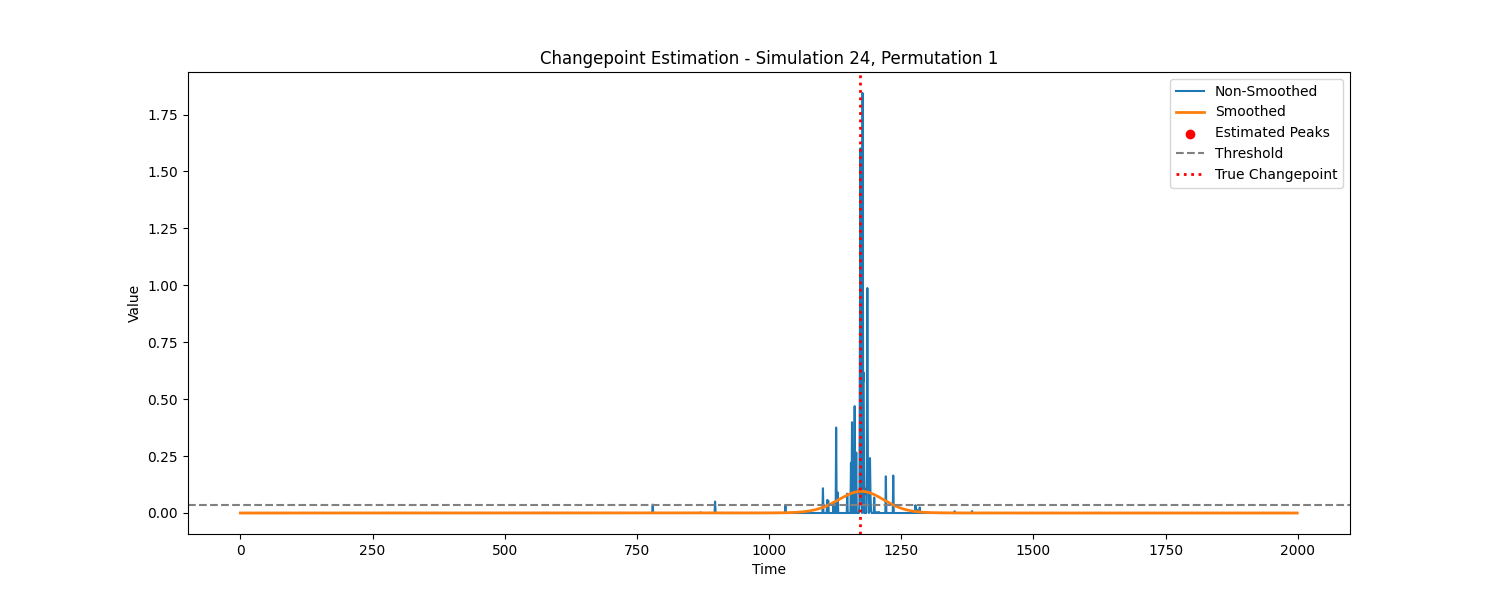 Changepoint Estimation - Simulation 24, Permutation 1
Non-Smoothed
Smoothed
Estimated Peaks
Threshold
True Changepoint
1.75
1.50
1.25
1.00
0.75
0.50
0.25
0.00
Value
0 250 500 750 1000 1250 1500 1750 2000
Time